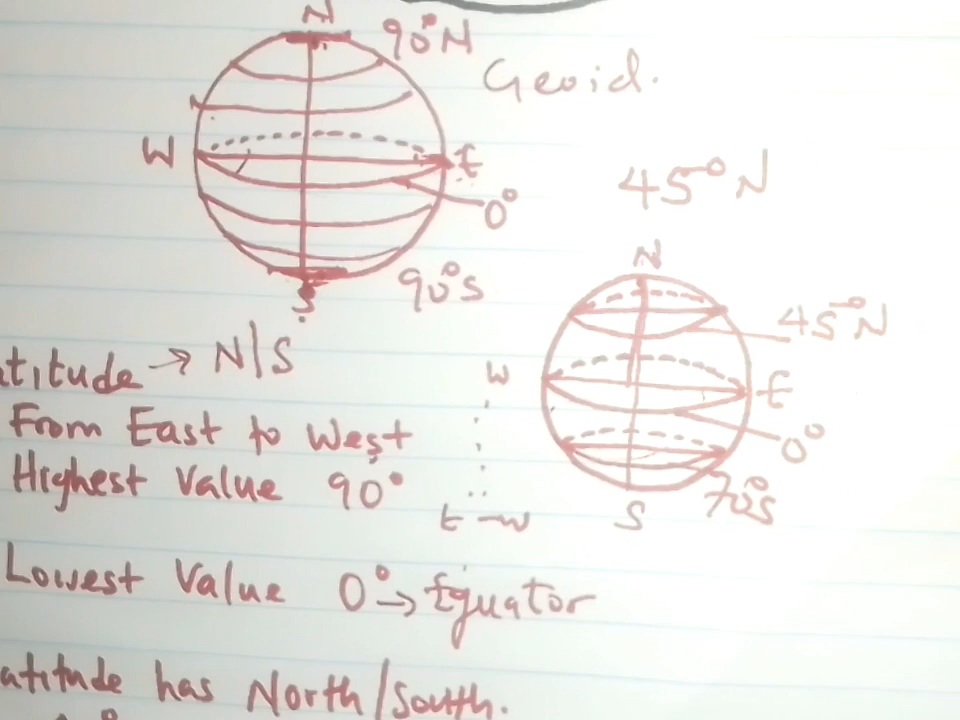 N
90°N
Geoid.
W
E
0°
45°N
90°S
S
N
45°N
W
E
0°
70°S
S
E-W
titude → N/S
From East to West
Highest Value 90°
Lowest Value 0° → Equator
atitude has North/South.